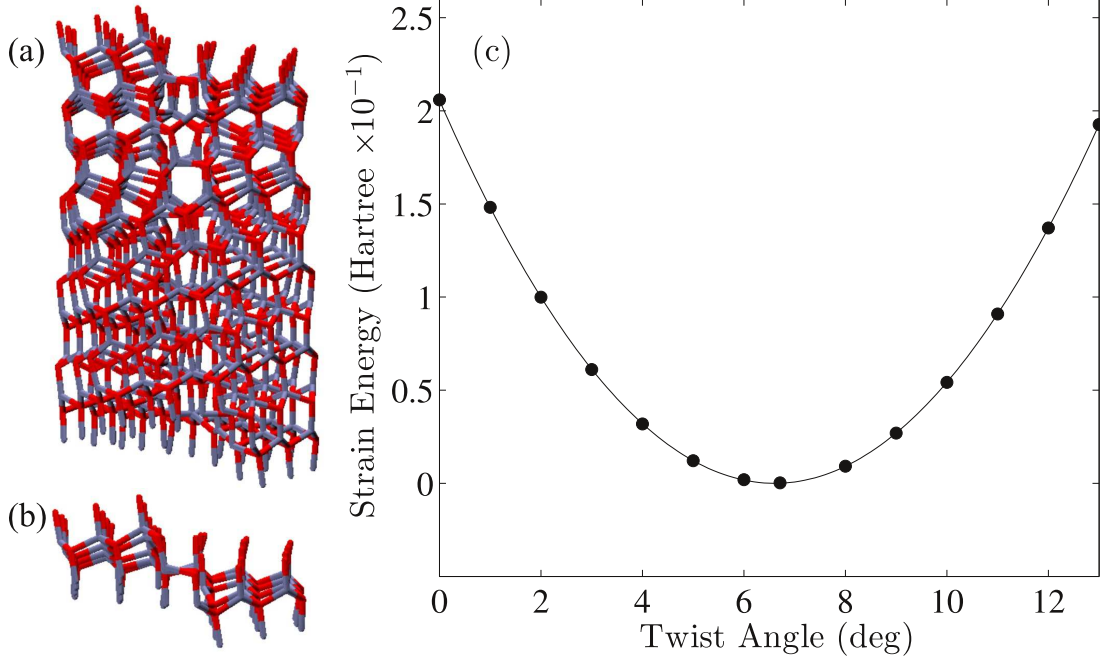 (a)
(b)
(c)
Strain Energy (Hartree ×10⁻¹)
2.5
2
1.5
1
0.5
0
0 2 4 6 8 10 12
Twist Angle (deg)